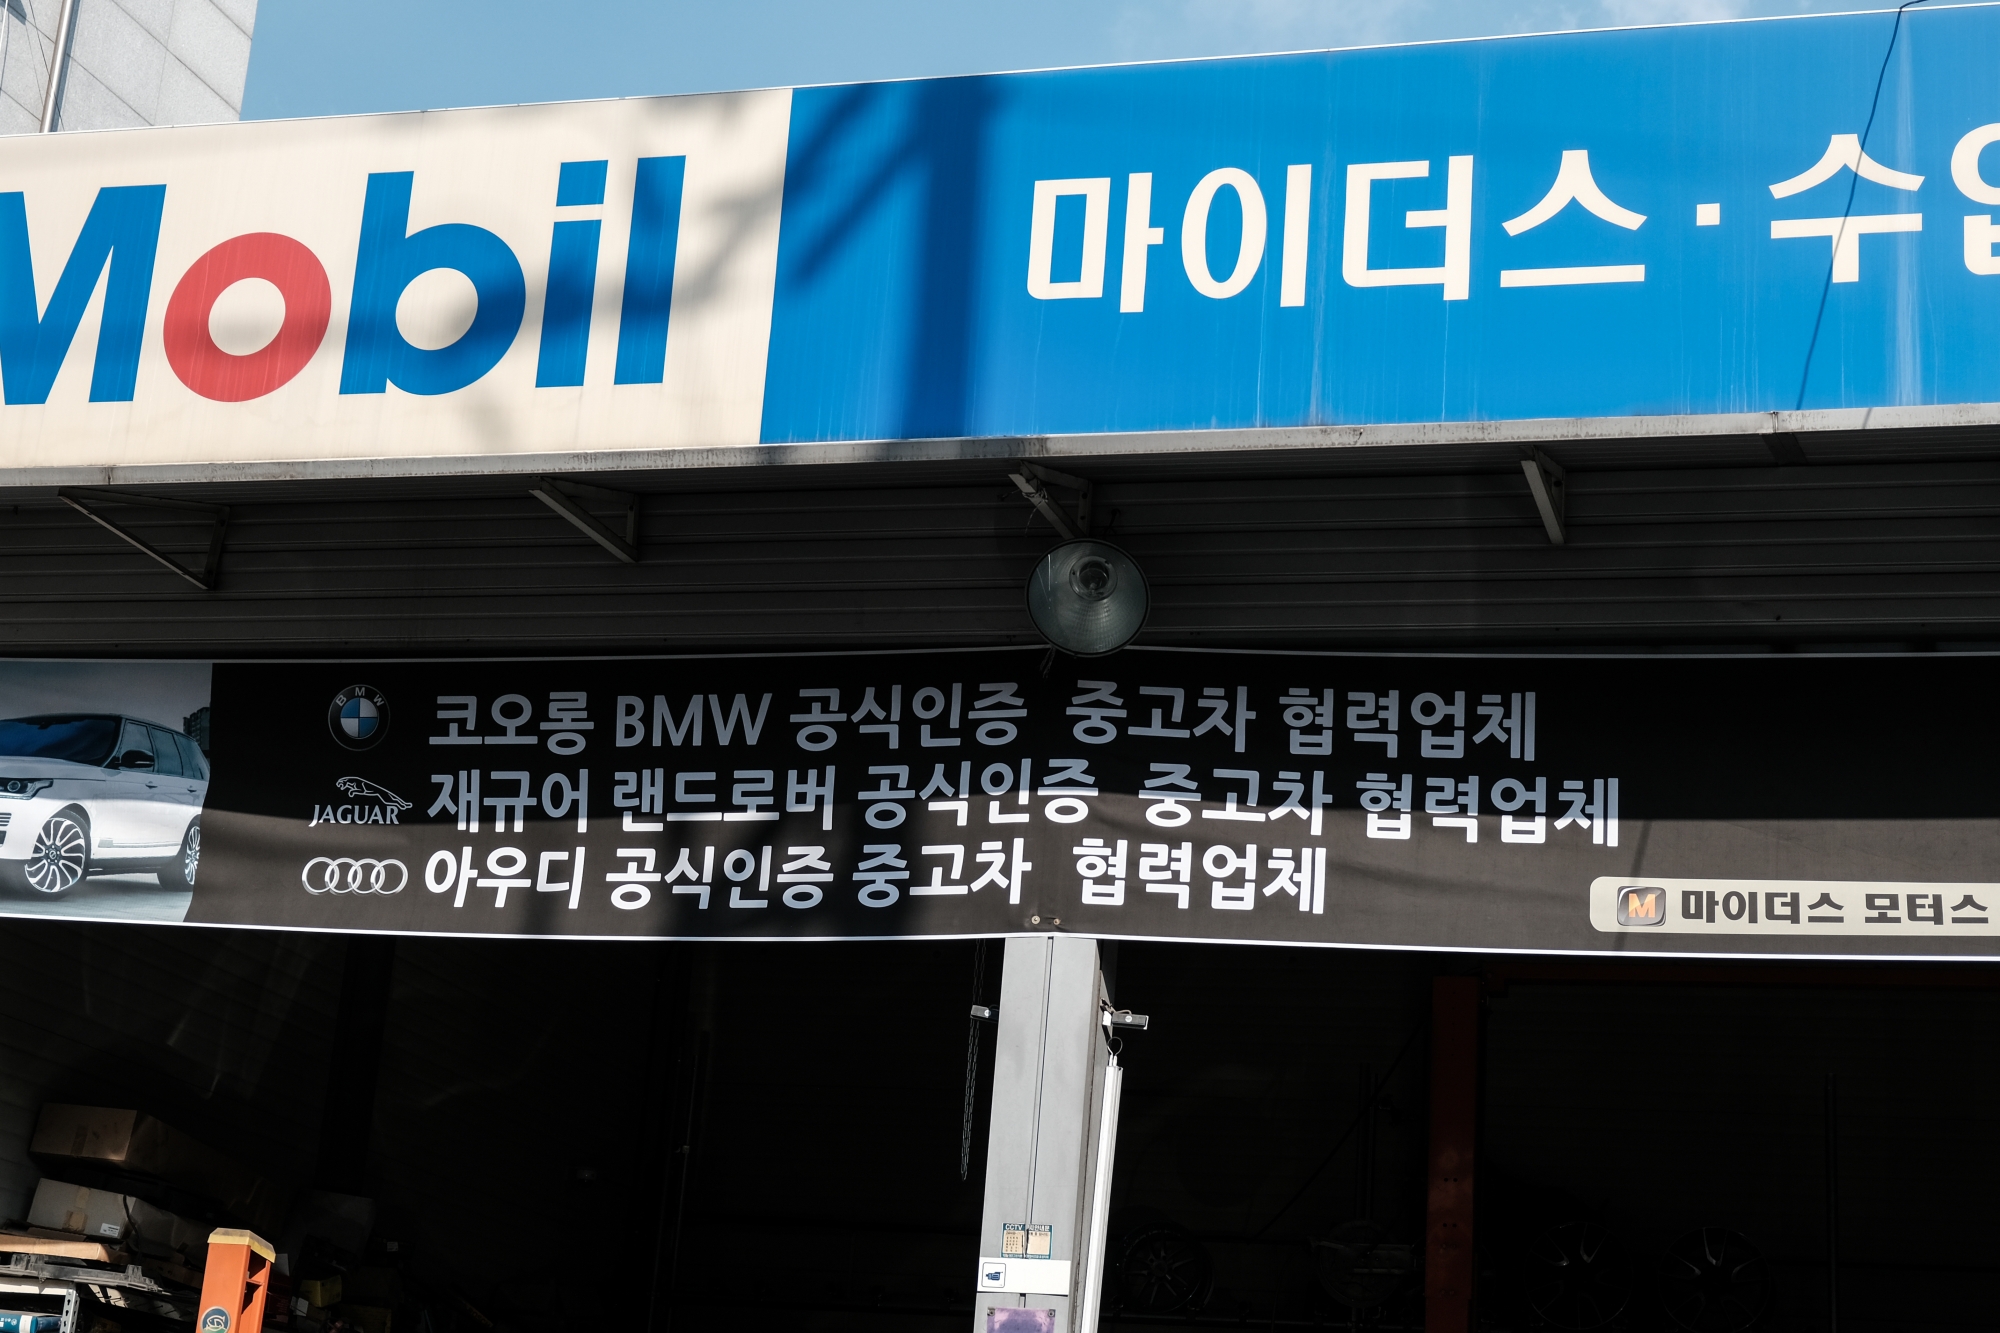 Mobil 마이더스 · 수입
BMW
코오롱 BMW 공식인증 중고차 협력업체
JAGUAR
재규어 랜드로버 공식인증 중고차 협력업체
아우디 공식인증 중고차 협력업체
M 마이더스 모터스
CCTV